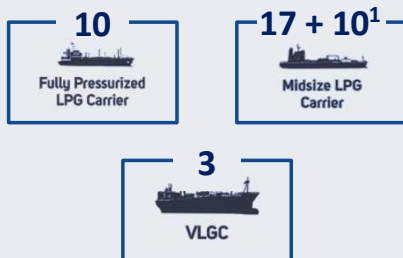 10
Fully Pressurized
LPG Carrier
17 + 10¹
Midsize LPG
Carrier
3
VLGC